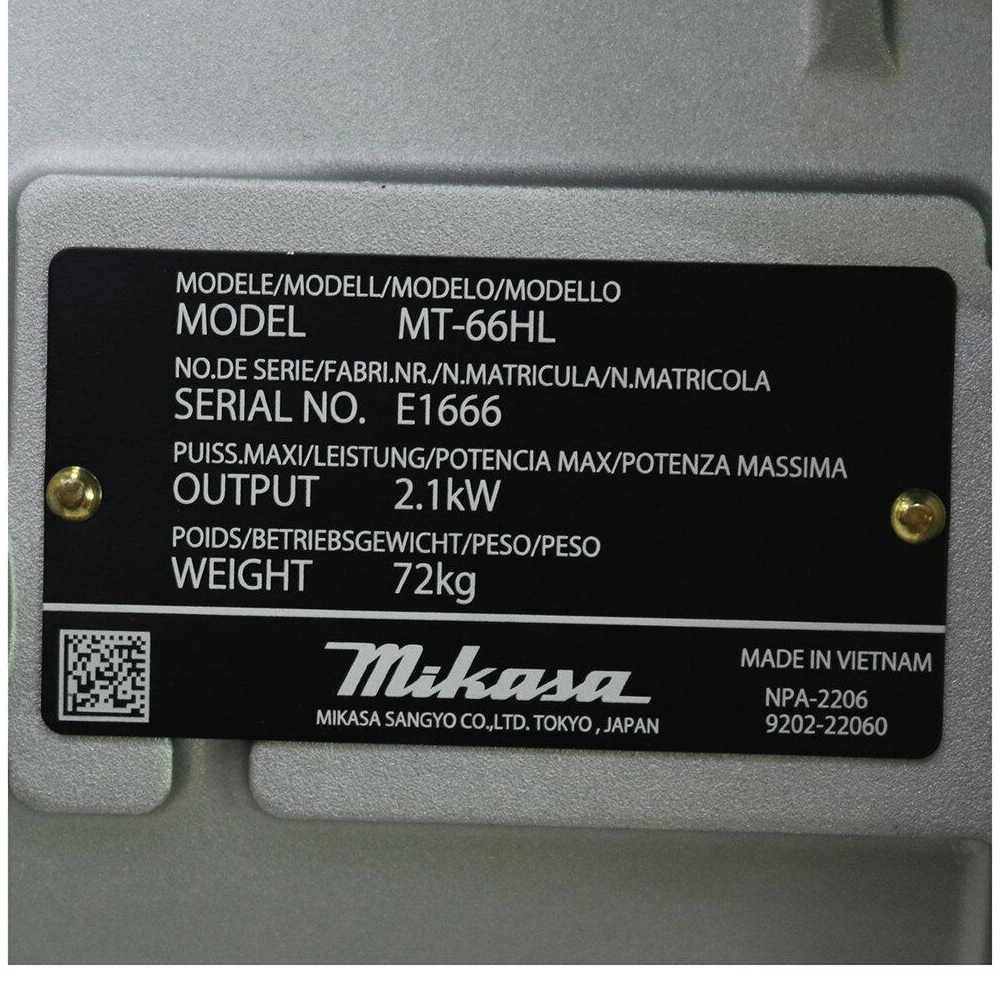 MODELE/MODELL/MODELO/MODELLO
MODEL MT-66HL
NO.DE SERIE/FABRI.NR./N.MATRICULA/N.MATRICOLA
SERIAL NO. E1666
PUISS.MAXI/LEISTUNG/POTENCIA MAX/POTENZA MASSIMA
OUTPUT 2.1kW
POIDS/BETRIEBSGEWICHT/PESO/PESO
WEIGHT 72kg
Mikasa
MIKASA SANGYO CO.,LTD. TOKYO , JAPAN
MADE IN VIETNAM
NPA-2206
9202-22060